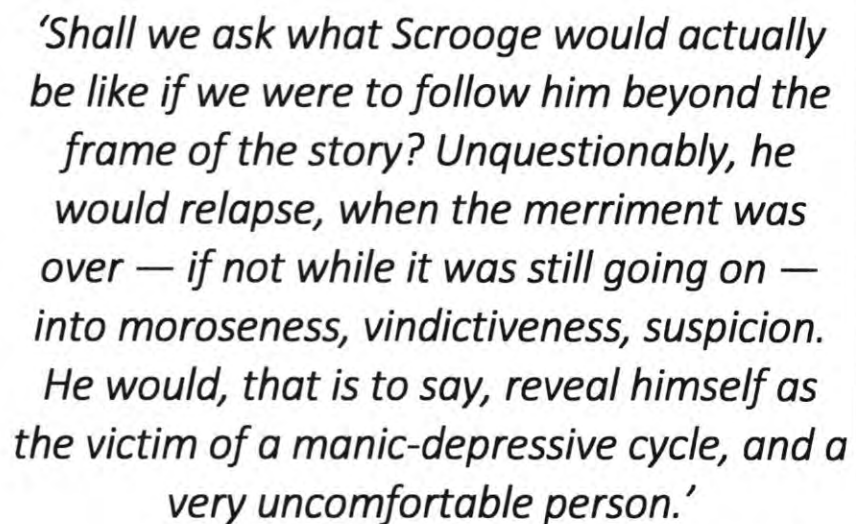 ‘Shall we ask what Scrooge would actually
be like if we were to follow him beyond the
frame of the story? Unquestionably, he
would relapse, when the merriment was
over — if not while it was still going on —
into moroseness, vindictiveness, suspicion.
He would, that is to say, reveal himself as
the victim of a manic-depressive cycle, and a
very uncomfortable person.’